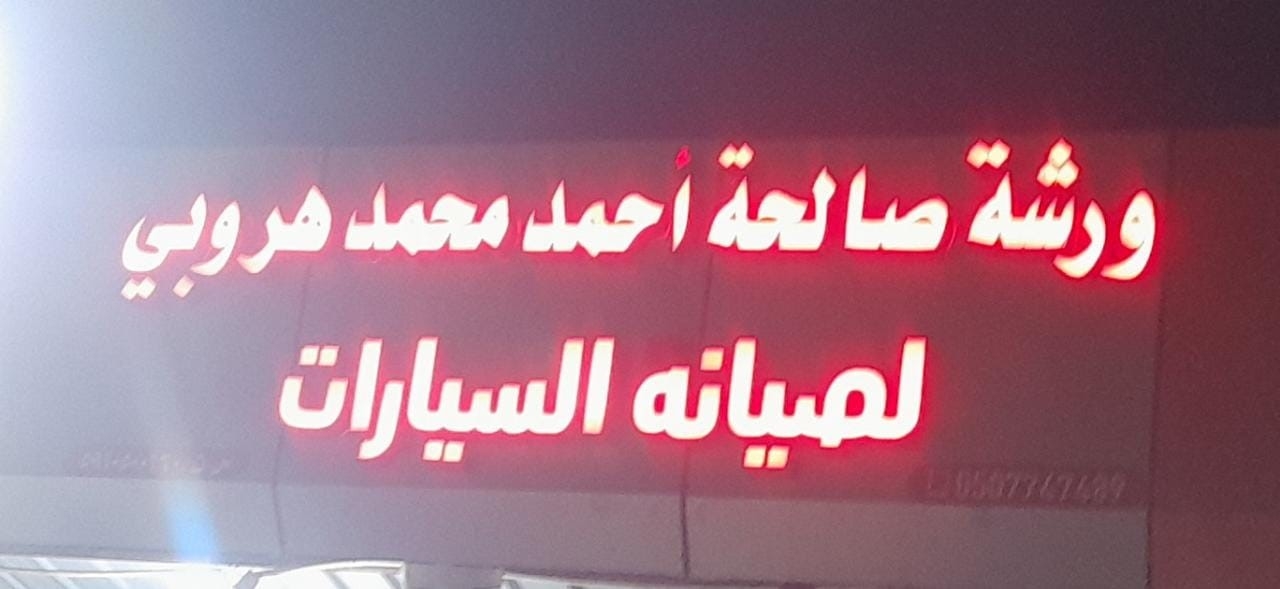 ورشة صالحة أحمد محمد هروبي
لصيانه السيارات